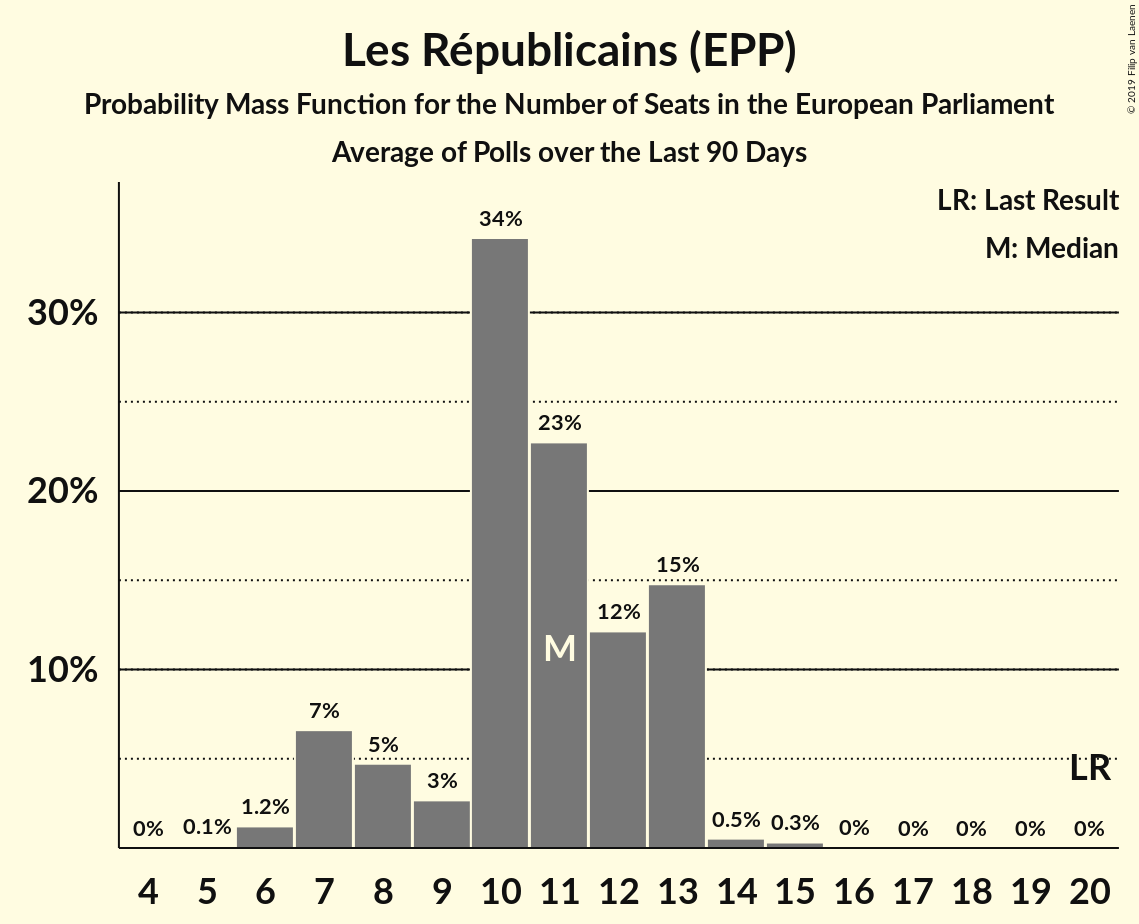 Les Républicains (EPP)
Probability Mass Function for the Number of Seats in the European Parliament
Average of Polls over the Last 90 Days
© 2019 Filip van Laenen
LR: Last Result
M: Median
30%
20%
10%
0%
0.1%
1.2%
7%
5%
3%
34%
23%
12%
15%
0.5%
0.3%
0%
0%
0%
0%
0%
M
LR
4 5 6 7 8 9 10 11 12 13 14 15 16 17 18 19 20